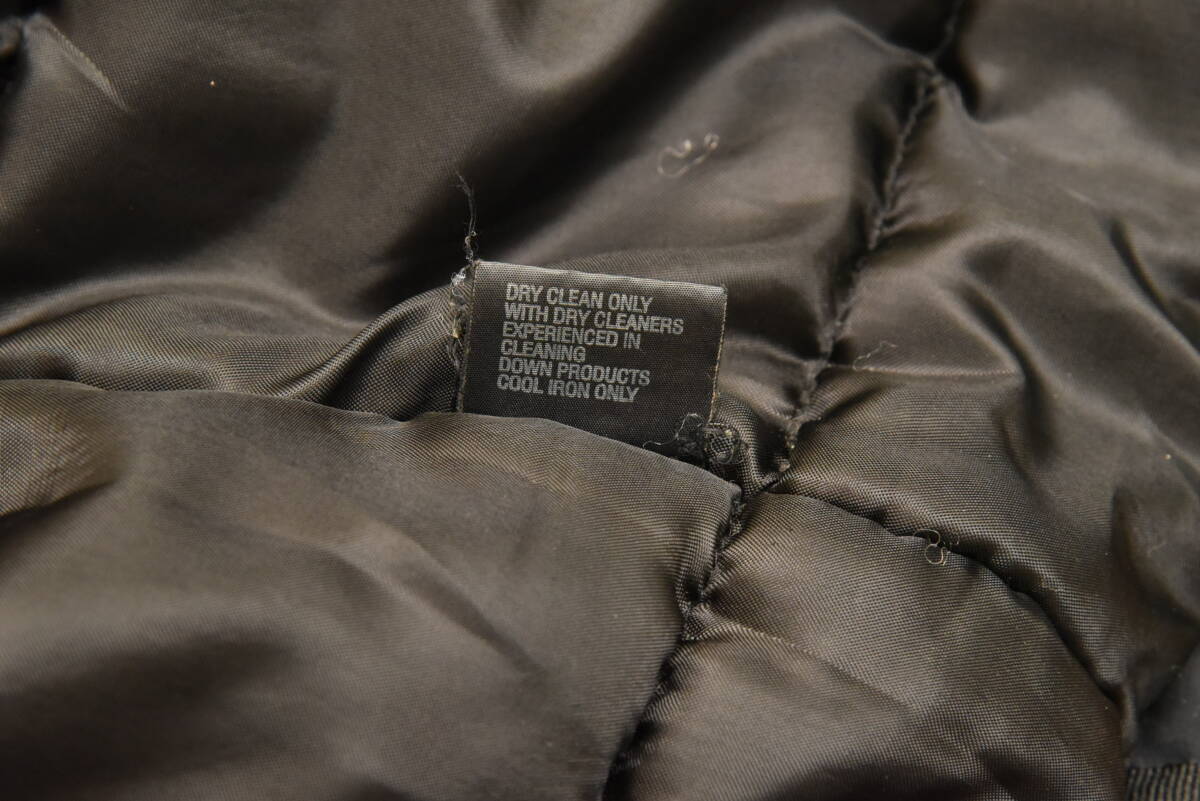 DRY CLEAN ONLY
WITH DRY CLEANERS
EXPERIENCED IN
CLEANING
DOWN PRODUCTS
COOL IRON ONLY